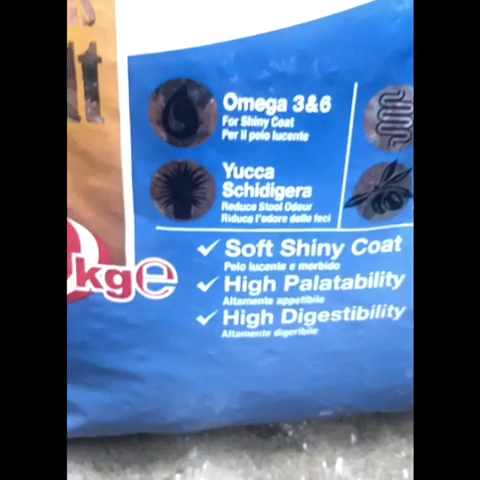 Omega 3&6
For Shiny Coat
Per il pelo lucente
Yucca
Schidigera
Reduce Stool Odour
Riduce l'odore delle feci
kg e
✓ Soft Shiny Coat
Pelo lucente e morbido
✓ High Palatability
Altamente appetibile
✓ High Digestibility
Altamente digeribile